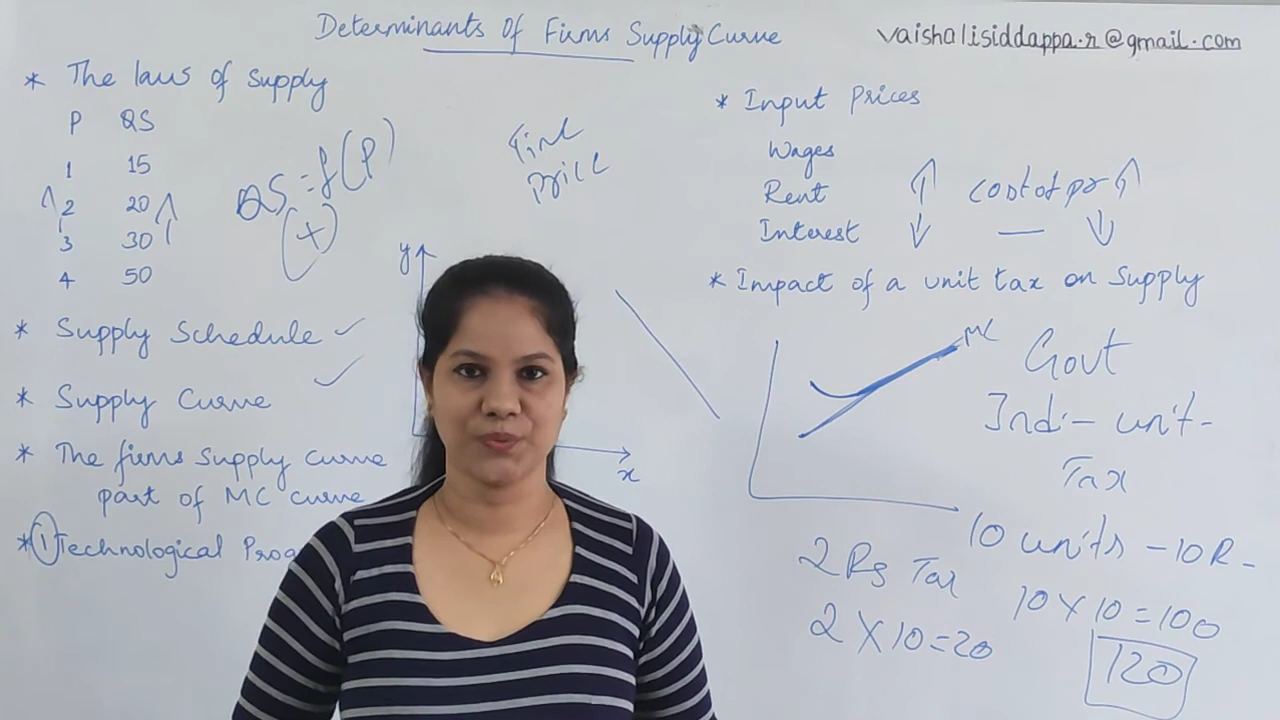 Determinants Of Firms Supply Curve
vaishalisiddappa.r@gmail.com
* The laws of supply
P QS
1 15
2 20
3 30
4 50
QS = f(P)
(+)
price
y
x
* Supply Schedule ✓
* Supply Curve ✓
* The firms supply curve
part of MC curve
* ① Technological
* Input prices
Wages
Rent ↑ cost of pr ↑
Interest ↓ — ↓
* Impact of a unit tax on Supply
MC
Govt
Indi- unit-
Tax
10 units - 10 R-
2 Rs Tax
10 X 10 = 100
2 X 10 = 20
120